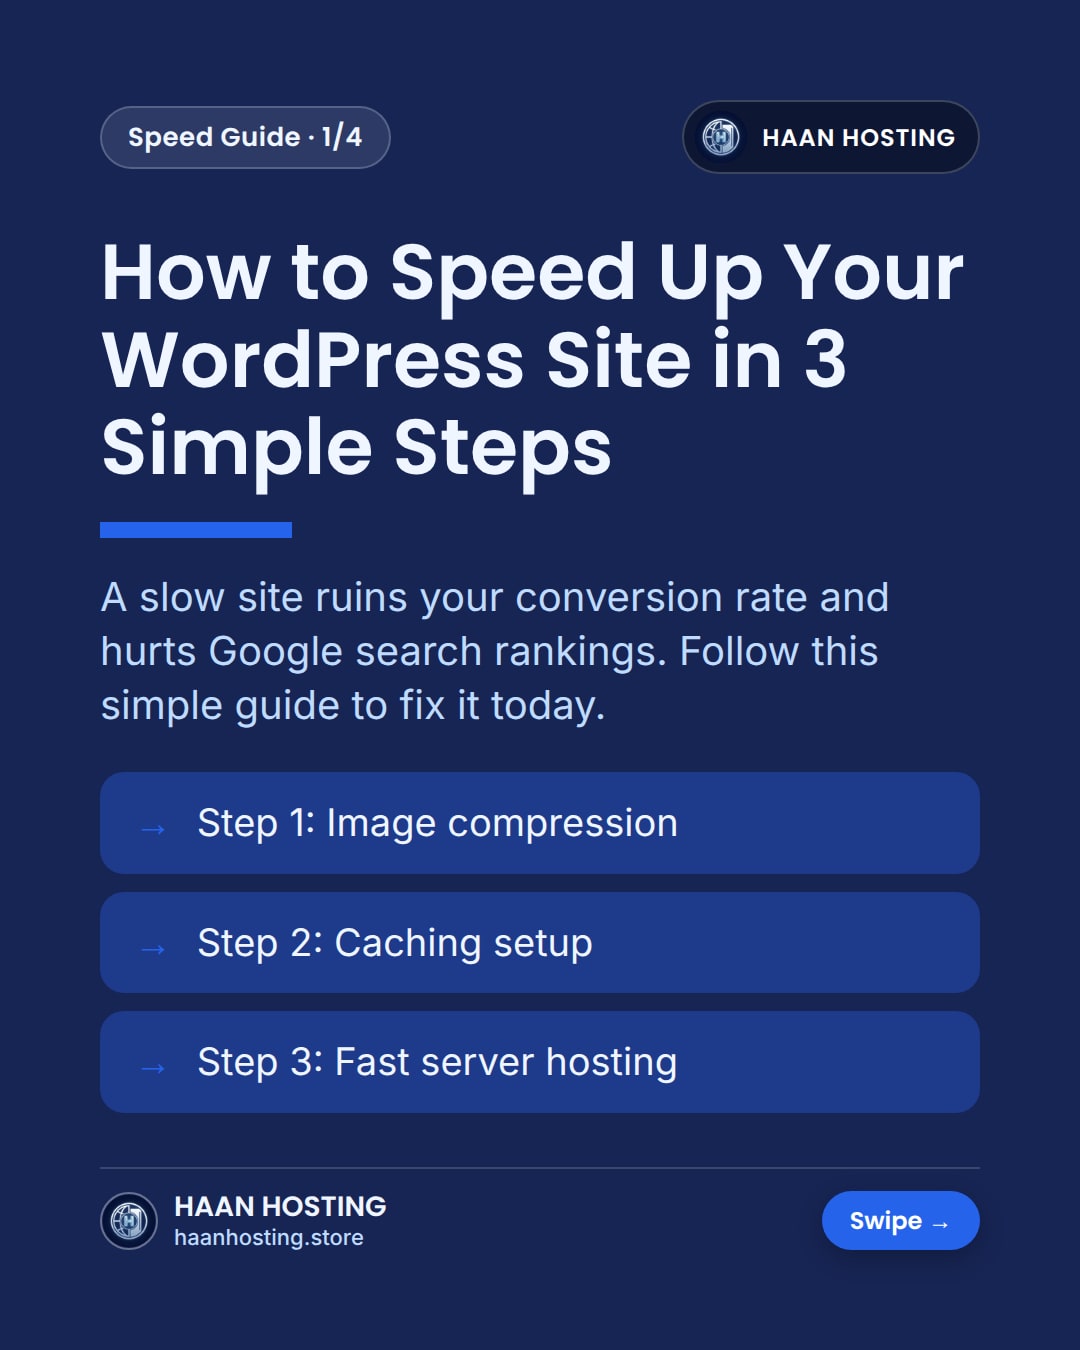 Speed Guide · 1/4
HAAN HOSTING
How to Speed Up Your
WordPress Site in 3
Simple Steps
A slow site ruins your conversion rate and
hurts Google search rankings. Follow this
simple guide to fix it today.
→ Step 1: Image compression
→ Step 2: Caching setup
→ Step 3: Fast server hosting
HAAN HOSTING
haanhosting.store
Swipe →